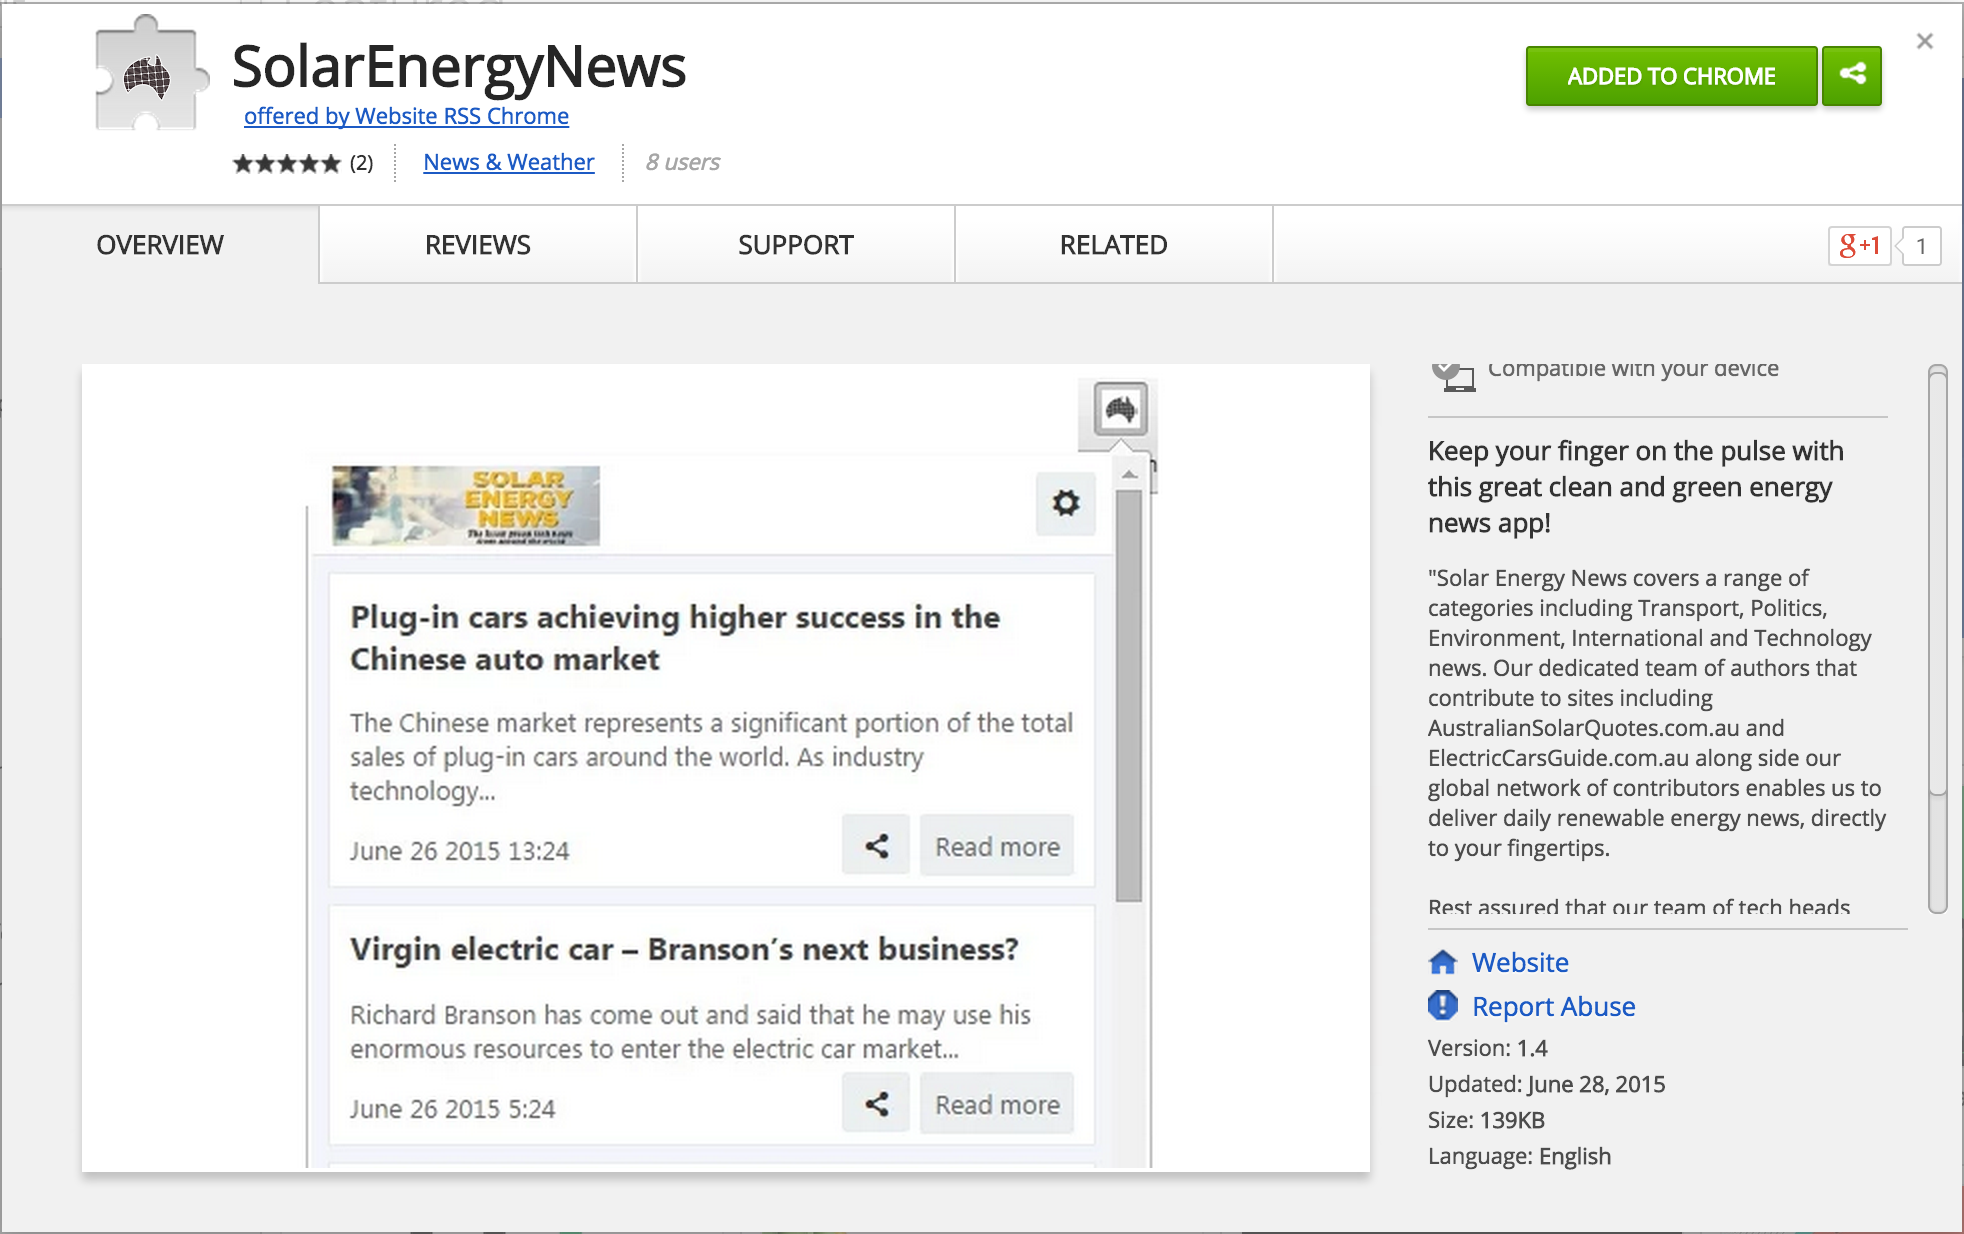 SolarEnergyNews
offered by Website RSS Chrome
(2)
News & Weather
8 users
ADDED TO CHROME
OVERVIEW
REVIEWS
SUPPORT
RELATED
g+1
1
SOLAR
ENERGY
NEWS
The latest green tech news
from around the world
Plug-in cars achieving higher success in the
Chinese auto market
The Chinese market represents a significant portion of the total
sales of plug-in cars around the world. As industry
technology...
June 26 2015 13:24
Read more
Virgin electric car – Branson's next business?
Richard Branson has come out and said that he may use his
enormous resources to enter the electric car market...
June 26 2015 5:24
Read more
Compatible with your device
Keep your finger on the pulse with
this great clean and green energy
news app!
"Solar Energy News covers a range of
categories including Transport, Politics,
Environment, International and Technology
news. Our dedicated team of authors that
contribute to sites including
AustralianSolarQuotes.com.au and
ElectricCarsGuide.com.au along side our
global network of contributors enables us to
deliver daily renewable energy news, directly
to your fingertips.
Rest assured that our team of tech heads
Website
Report Abuse
Version: 1.4
Updated: June 28, 2015
Size: 139KB
Language: English